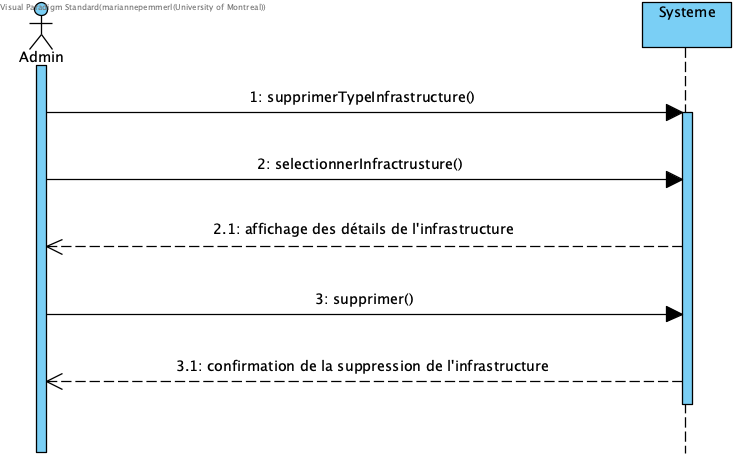 Visual Paradigm Standard(mariannepemmerl(University of Montreal))
Systeme
Admin
1: supprimerTypeInfrastructure()
2: selectionnerInfractrusture()
2.1: affichage des détails de l'infrastructure
3: supprimer()
3.1: confirmation de la suppression de l'infrastructure